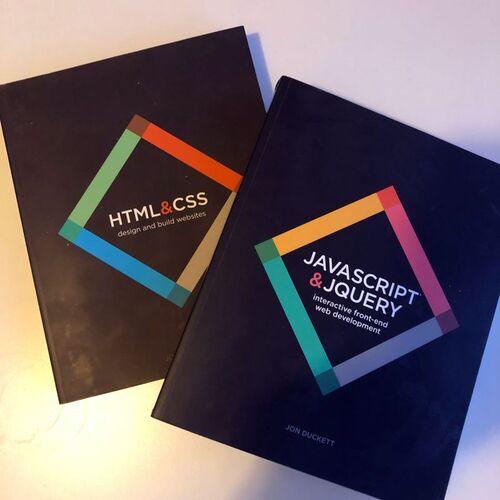 HTML&CSS
design and build websites
JAVASCRIPT
&JQUERY
interactive front-end
web development
JON DUCKETT